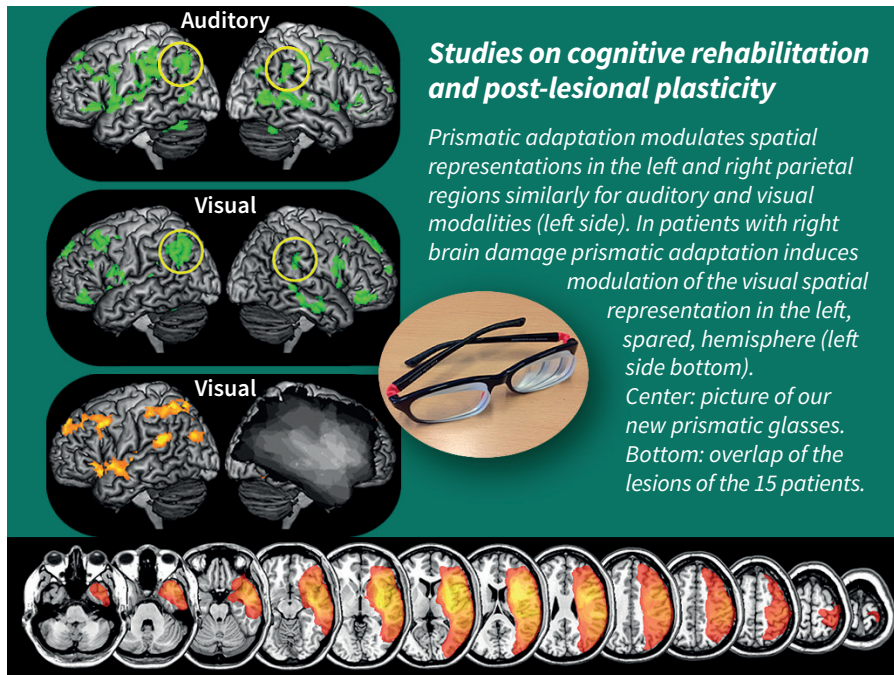 Auditory
Visual
Visual
Studies on cognitive rehabilitation
and post-lesional plasticity
Prismatic adaptation modulates spatial
representations in the left and right parietal
regions similarly for auditory and visual
modalities (left side). In patients with right
brain damage prismatic adaptation induces
modulation of the visual spatial
representation in the left,
spared, hemisphere (left
side bottom).
Center: picture of our
new prismatic glasses.
Bottom: overlap of the
lesions of the 15 patients.